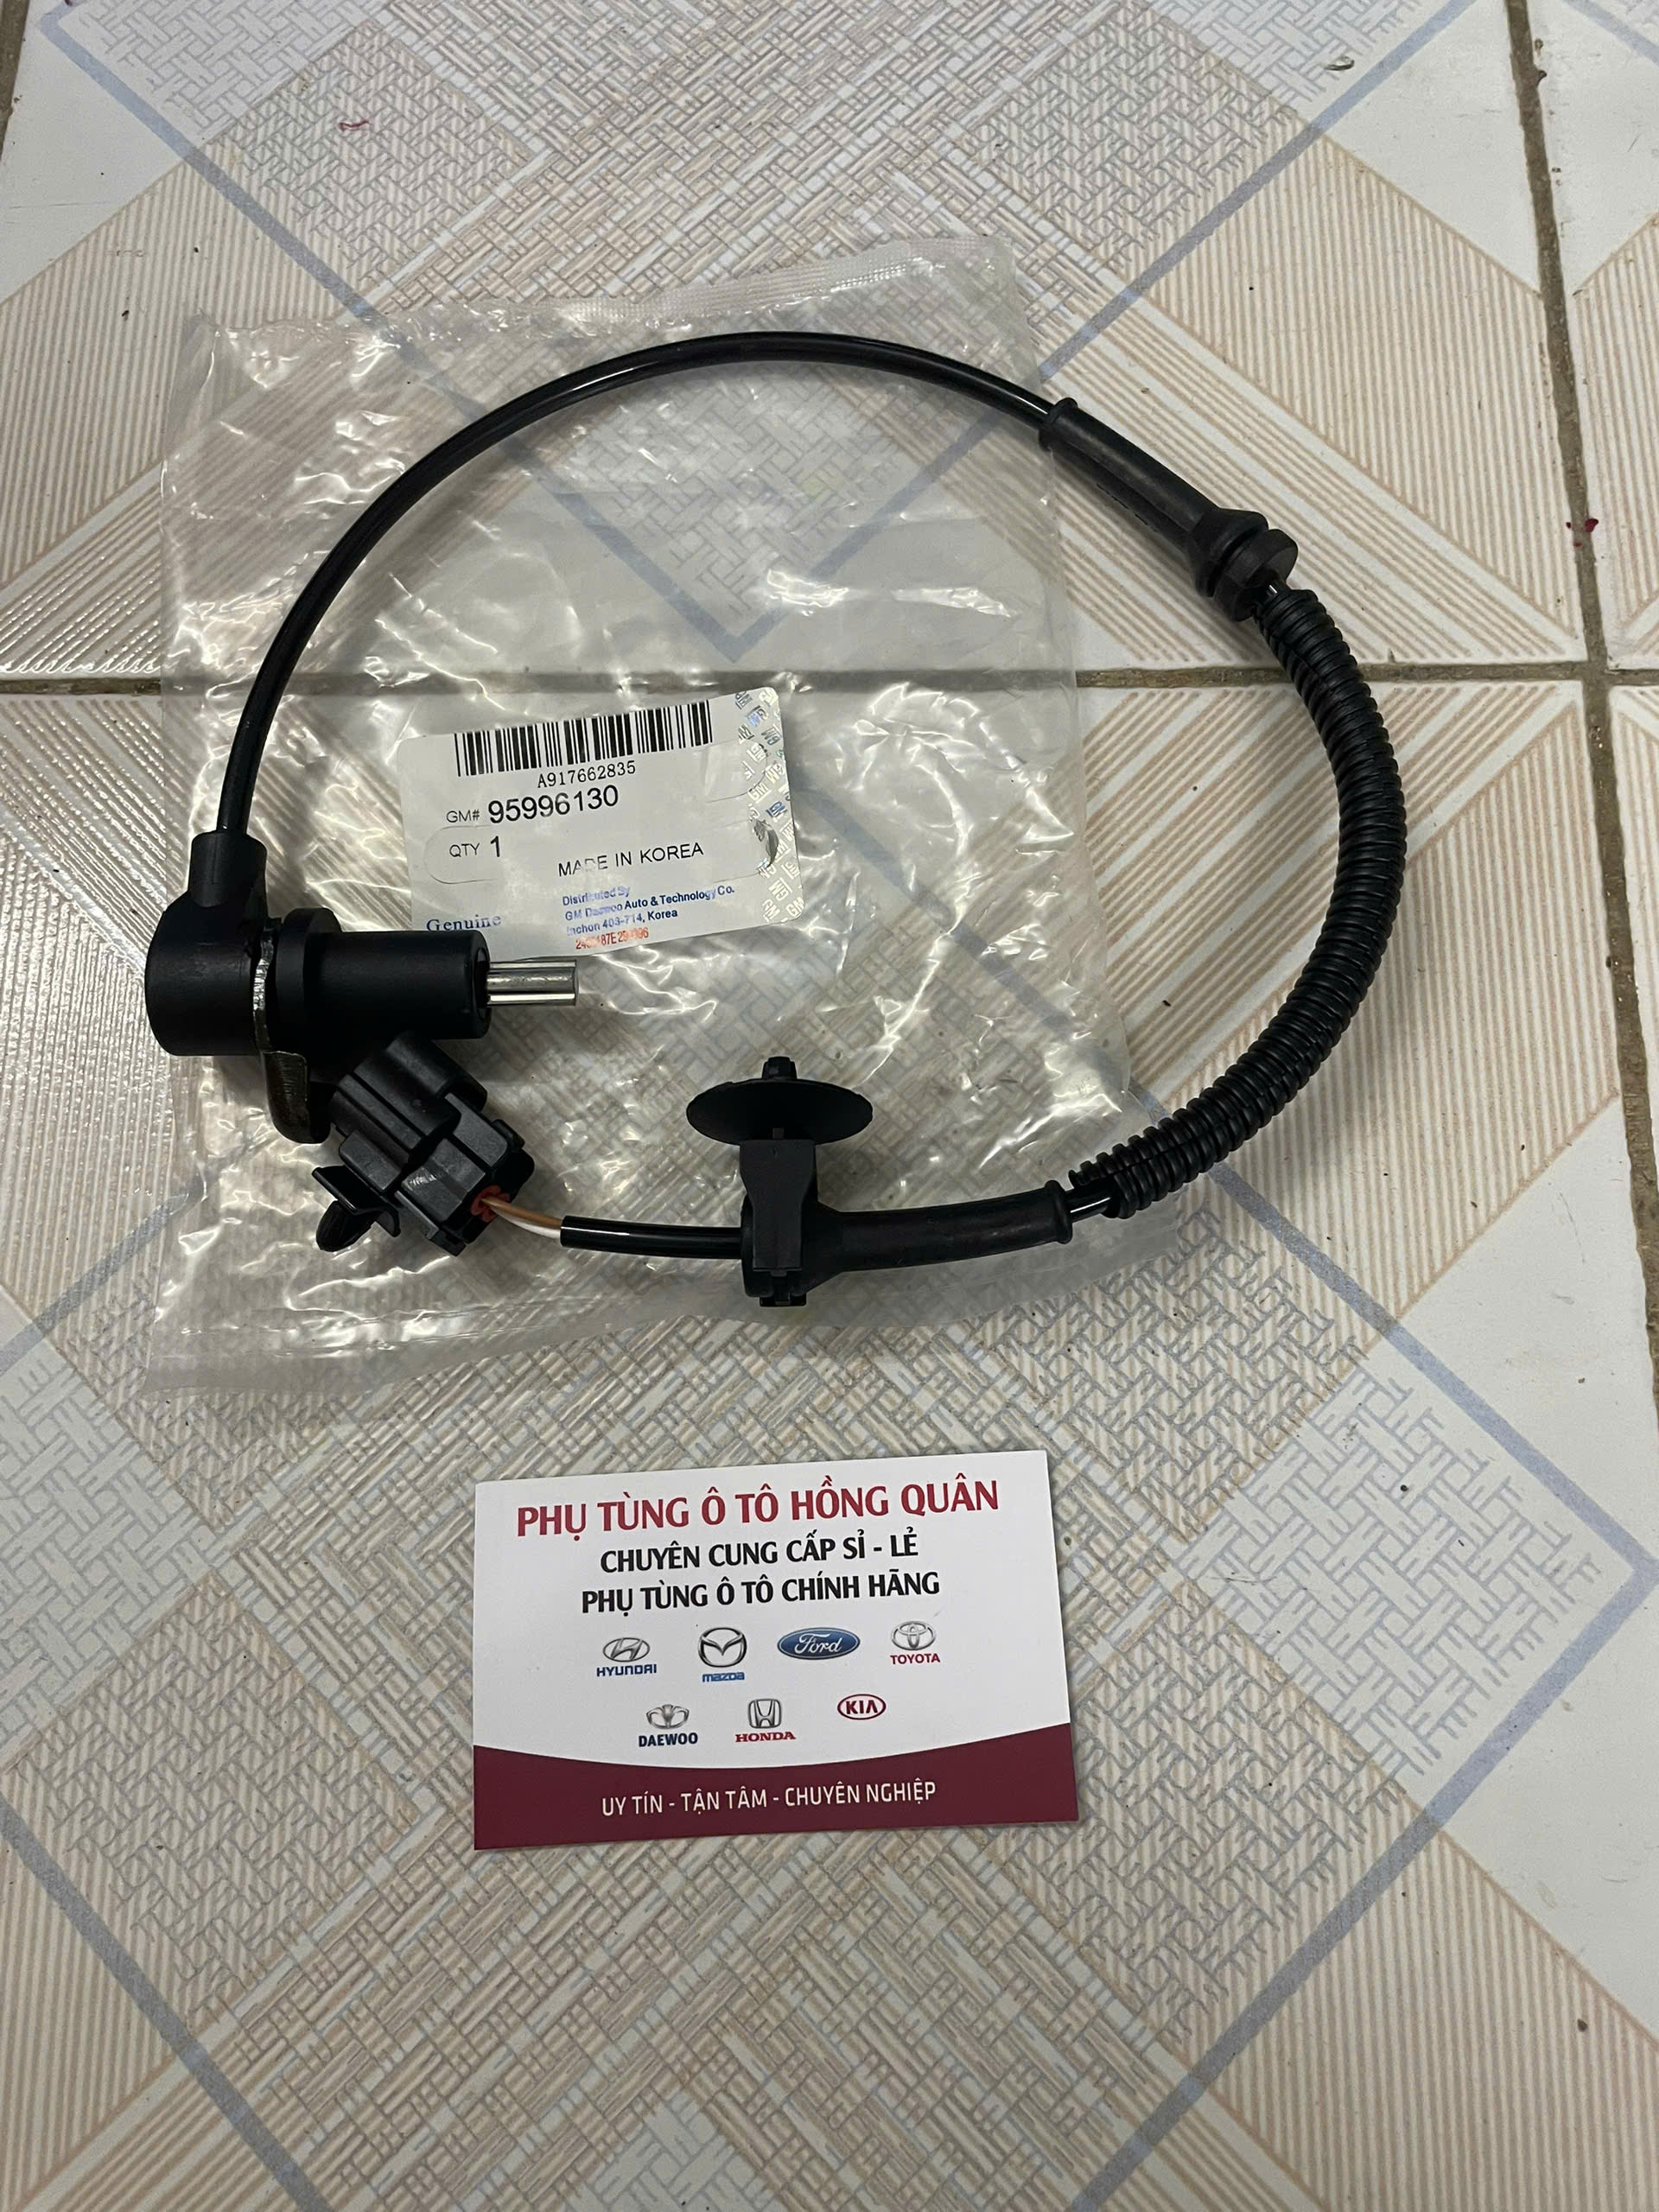 A917662835
GM# 95996130
QTY 1
MADE IN KOREA
Distributed By
GM Daewoo Auto & Technology Co.
Inchon 403-714, Korea
Genuine
PHỤ TÙNG Ô TÔ HỒNG QUÂN
CHUYÊN CUNG CẤP SỈ - LẺ
PHỤ TÙNG Ô TÔ CHÍNH HÃNG
HYUNDAI mazda Ford TOYOTA
DAEWOO HONDA KIA
UY TÍN - TẬN TÂM - CHUYÊN NGHIỆP